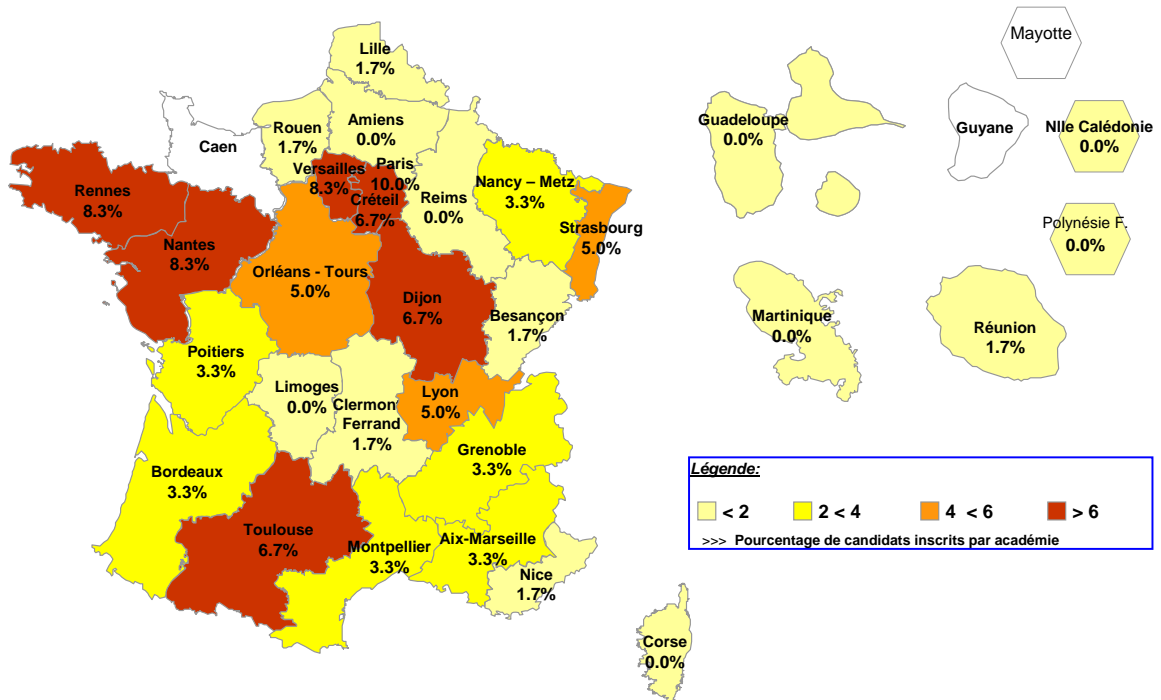 Lille
1.7%
Mayotte
Amiens
0.0%
Rouen
1.7%
Caen
Guadeloupe
0.0%
Guyane
Nlle Calédonie
0.0%
Versailles
8.3%
Paris
10.0%
Créteil
6.7%
Reims
0.0%
Nancy – Metz
3.3%
Strasbourg
5.0%
Rennes
8.3%
Nantes
8.3%
Orléans - Tours
5.0%
Dijon
6.7%
Besançon
1.7%
Polynésie F.
0.0%
Martinique
0.0%
Réunion
1.7%
Poitiers
3.3%
Limoges
0.0%
Clermon
Ferrand
1.7%
Lyon
5.0%
Grenoble
3.3%
Bordeaux
3.3%
Toulouse
6.7%
Montpellier
3.3%
Aix-Marseille
3.3%
Nice
1.7%
Corse
0.0%
Légende:
< 2
2 < 4
4 < 6
> 6
>>> Pourcentage de candidats inscrits par académie